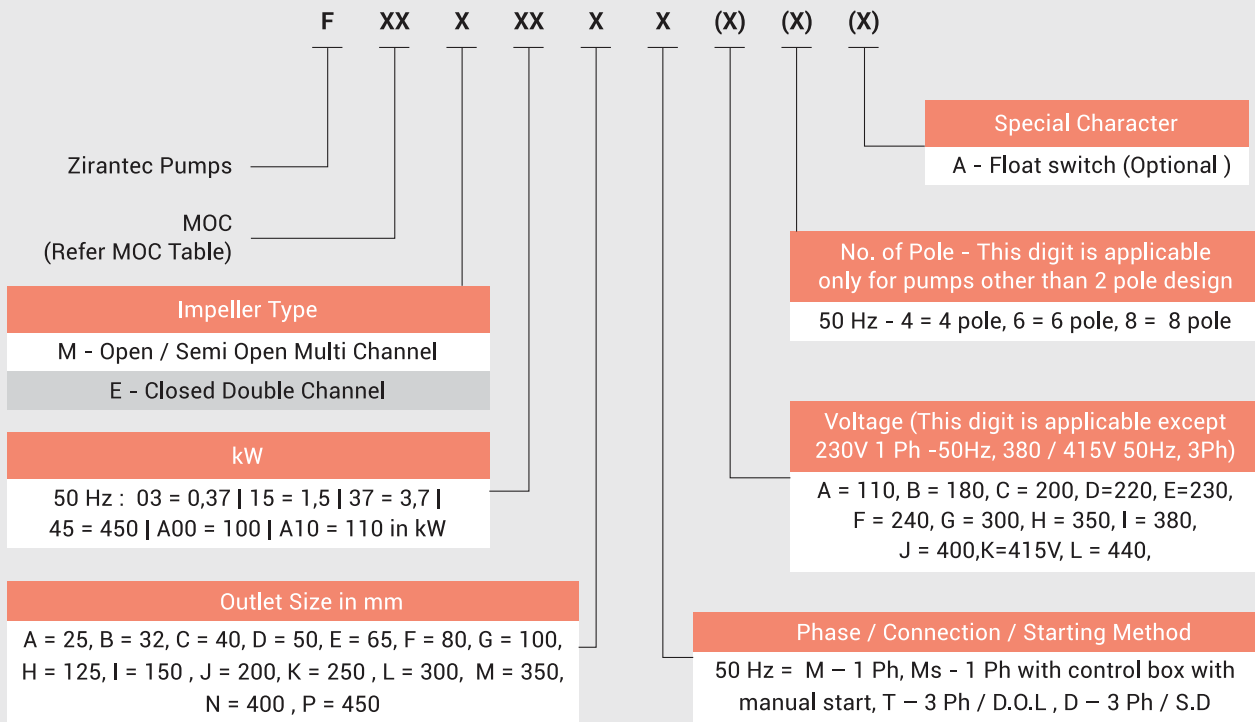 F XX X XX X X (X) (X) (X)
Special Character
A - Float switch (Optional )
Zirantec Pumps
MOC
(Refer MOC Table)
No. of Pole - This digit is applicable
only for pumps other than 2 pole design
50 Hz - 4 = 4 pole, 6 = 6 pole, 8 = 8 pole
Impeller Type
M - Open / Semi Open Multi Channel
E - Closed Double Channel
Voltage (This digit is applicable except
230V 1 Ph -50Hz, 380 / 415V 50Hz, 3Ph)
A = 110, B = 180, C = 200, D=220, E=230,
F = 240, G = 300, H = 350, I = 380,
J = 400,K=415V, L = 440,
kW
50 Hz : 03 = 0,37 | 15 = 1,5 | 37 = 3,7 |
45 = 450 | A00 = 100 | A10 = 110 in kW
Outlet Size in mm
A = 25, B = 32, C = 40, D = 50, E = 65, F = 80, G = 100,
H = 125, I = 150 , J = 200, K = 250 , L = 300, M = 350,
N = 400 , P = 450
Phase / Connection / Starting Method
50 Hz = M – 1 Ph, Ms - 1 Ph with control box with
manual start, T – 3 Ph / D.O.L , D – 3 Ph / S.D